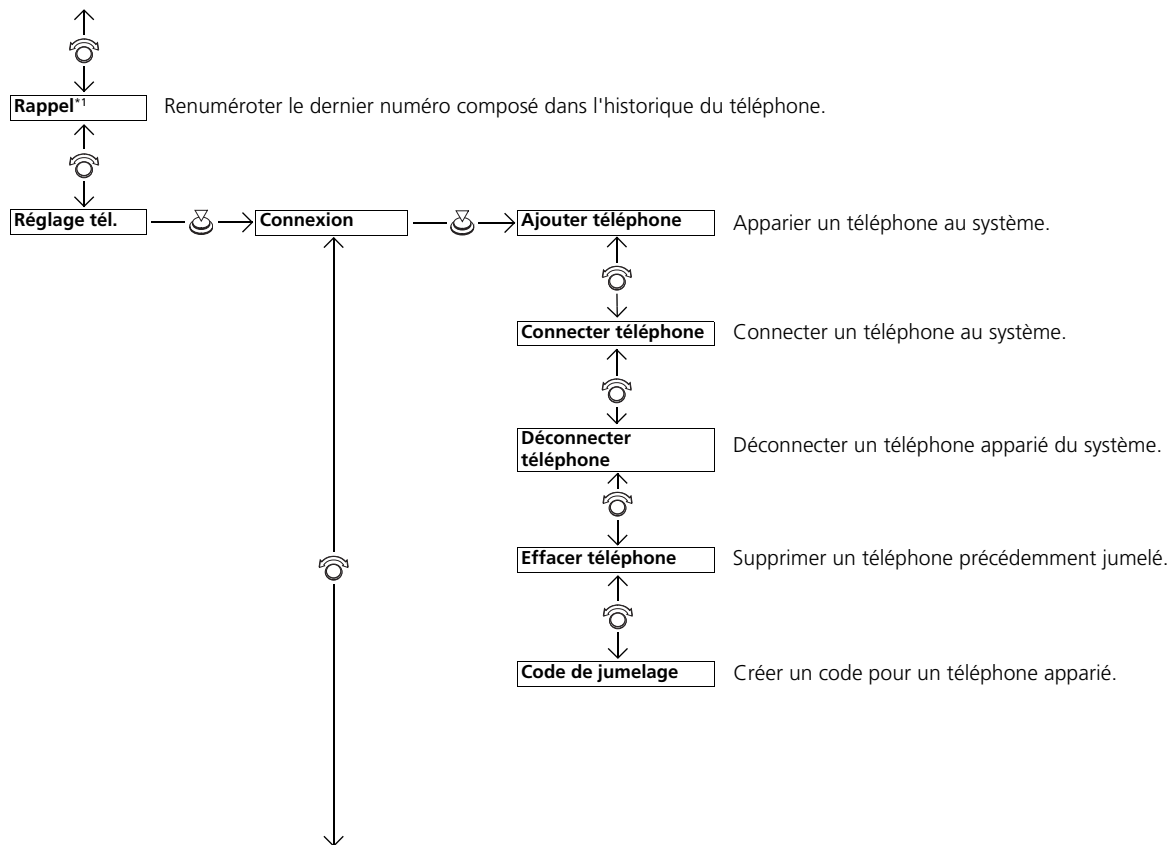 Rappel*1
Renuméroter le dernier numéro composé dans l'historique du téléphone.
Réglage tél.
Connexion
Ajouter téléphone
Apparier un téléphone au système.
Connecter téléphone
Connecter un téléphone au système.
Déconnecter
téléphone
Déconnecter un téléphone apparié du système.
Effacer téléphone
Supprimer un téléphone précédemment jumelé.
Code de jumelage
Créer un code pour un téléphone apparié.